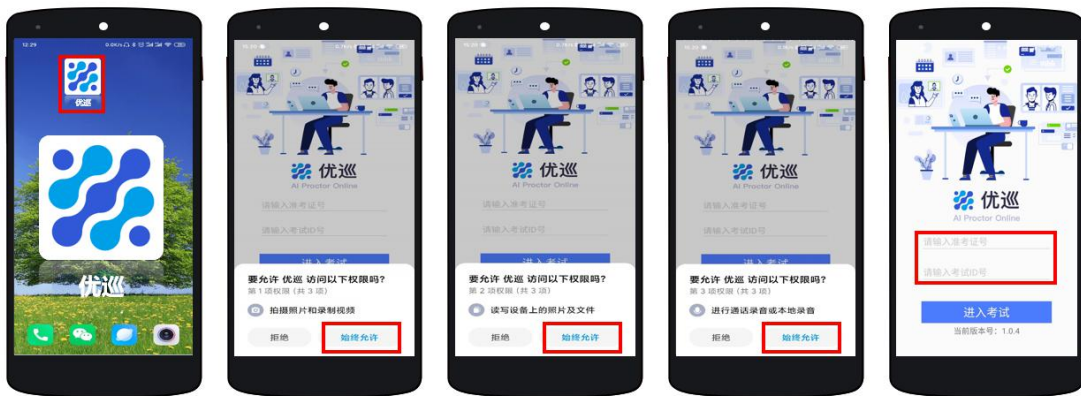 12:29
优巡
优巡
优巡
AI Proctor Online
请输入准考证号
请输入考试ID号
进入考试
要允许 优巡 访问以下权限吗?
第 1 项权限(共 3 项)
拍摄照片和录制视频
拒绝
始终允许
优巡
AI Proctor Online
请输入准考证号
请输入考试ID号
进入考试
要允许 优巡 访问以下权限吗?
第 2 项权限(共 3 项)
读写设备上的照片及文件
拒绝
始终允许
优巡
AI Proctor Online
请输入准考证号
请输入考试ID号
进入考试
要允许 优巡 访问以下权限吗?
第 3 项权限(共 3 项)
进行通话录音或本地录音
拒绝
始终允许
优巡
AI Proctor Online
请输入准考证号
请输入考试ID号
进入考试
当前版本号:1.0.4